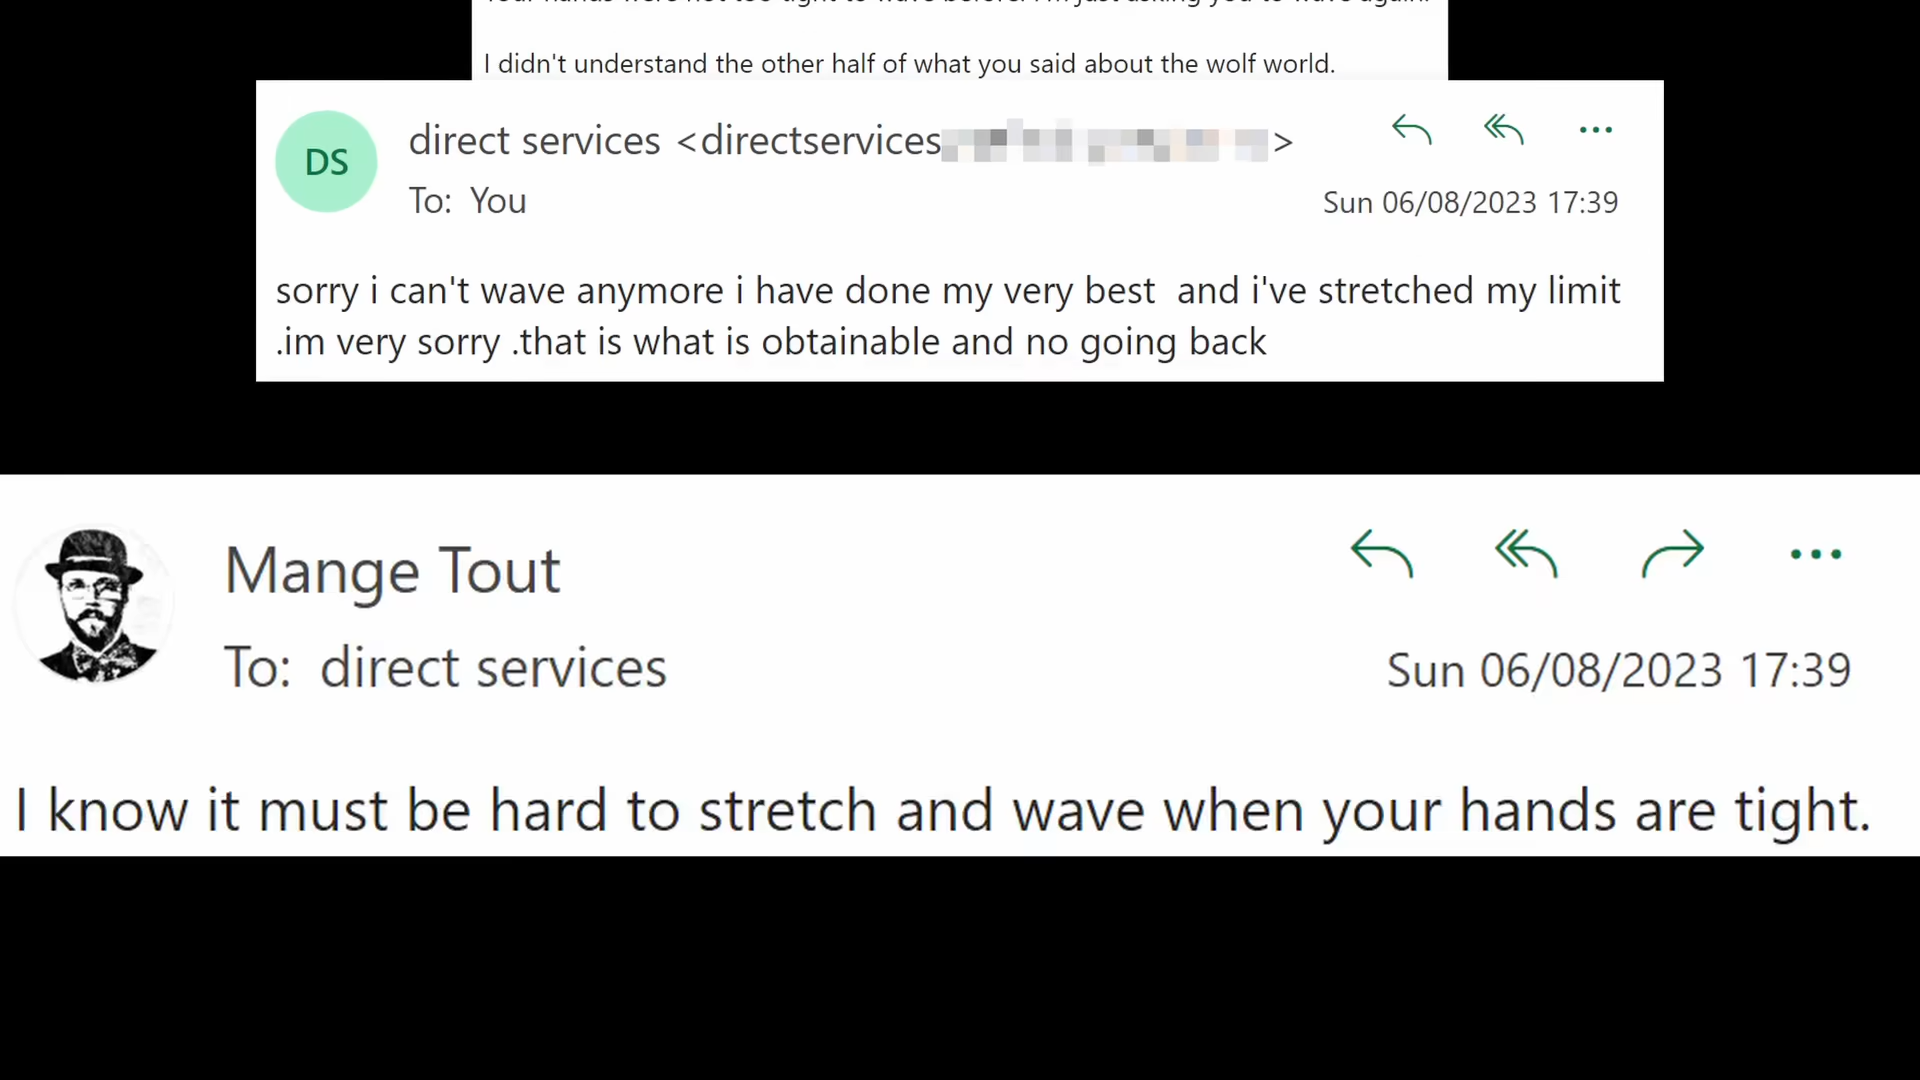 Your hands were not too tight to wave before. I'm just asking you to wave again.
I didn't understand the other half of what you said about the wolf world.
DS
direct services <directservices >
To: You
Sun 06/08/2023 17:39
sorry i can't wave anymore i have done my very best  and i've stretched my limit
.im very sorry .that is what is obtainable and no going back
Mange Tout
To: direct services
Sun 06/08/2023 17:39
I know it must be hard to stretch and wave when your hands are tight.